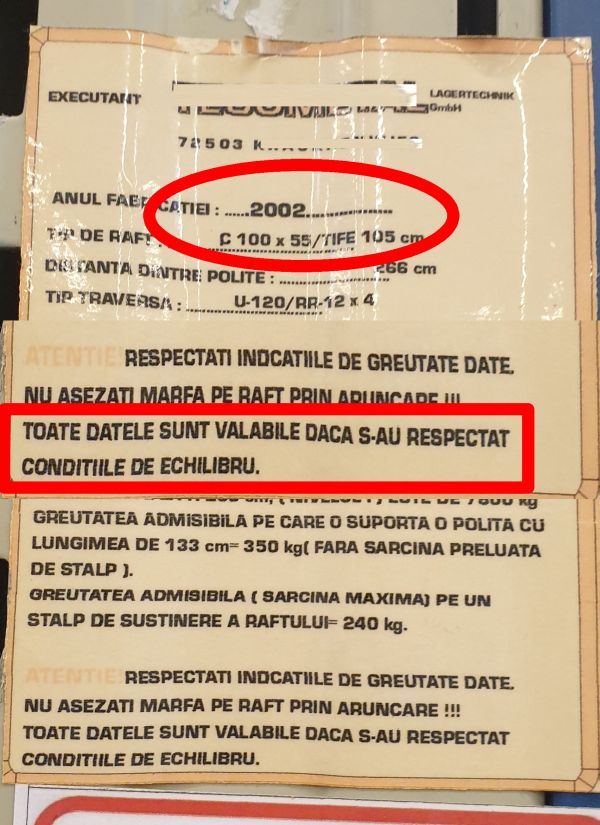 EXECUTANT LAGERTECHNIK
GmbH
72503
ANUL FABRICATIEI : ......2002......................
TIP DE RAFT : C 100 x 55/TIFE 105 cm
DISTANTA DINTRE POLITE : ..................266 cm
TIP TRAVERSA : .........U-120/RR-12 x 4
ATENTIE! RESPECTATI INDCATIILE DE GREUTATE DATE.
NU ASEZATI MARFA PE RAFT PRIN ARUNCARE !!!
TOATE DATELE SUNT VALABILE DACA S-AU RESPECTAT
CONDITIILE DE ECHILIBRU.
GREUTATEA ADMISIBILA PE CARE O SUPORTA O POLITA CU
LUNGIMEA DE 133 cm= 350 kg( FARA SARCINA PRELUATA
DE STALP ).
GREUTATEA ADMISIBILA ( SARCINA MAXIMA) PE UN
STALP DE SUSTINERE A RAFTULUI= 240 kg.
ATENTIE! RESPECTATI INDCATIILE DE GREUTATE DATE.
NU ASEZATI MARFA PE RAFT PRIN ARUNCARE !!!
TOATE DATELE SUNT VALABILE DACA S-AU RESPECTAT
CONDITIILE DE ECHILIBRU.